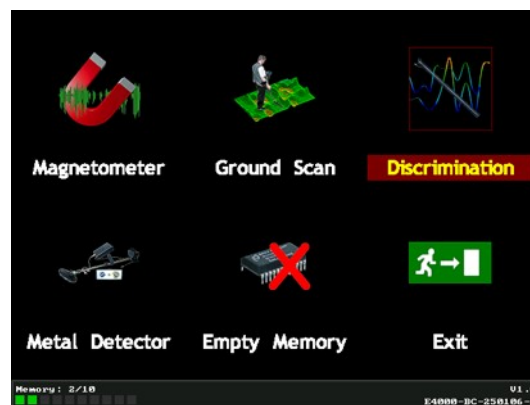 Magnetometer
Ground Scan
Discrimination
Metal Detector
Empty Memory
Exit
Memory: 2/10
V1.
E4000-BC-250106-